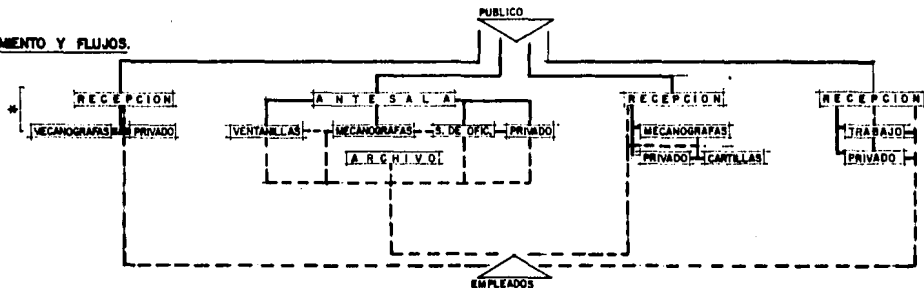 PUBLICO
MIENTO Y FLUJOS.
RECEPCION ANTESALA RECEPCION RECEPCION
*
MECANOGRAFAS PRIVADO VENTANILLAS MECANOGRAFAS S. DE OFIC. PRIVADO MECANOGRAFAS TRABAJO
ARCHIVO PRIVADO CARTILLAS PRIVADO
EMPLEADOS